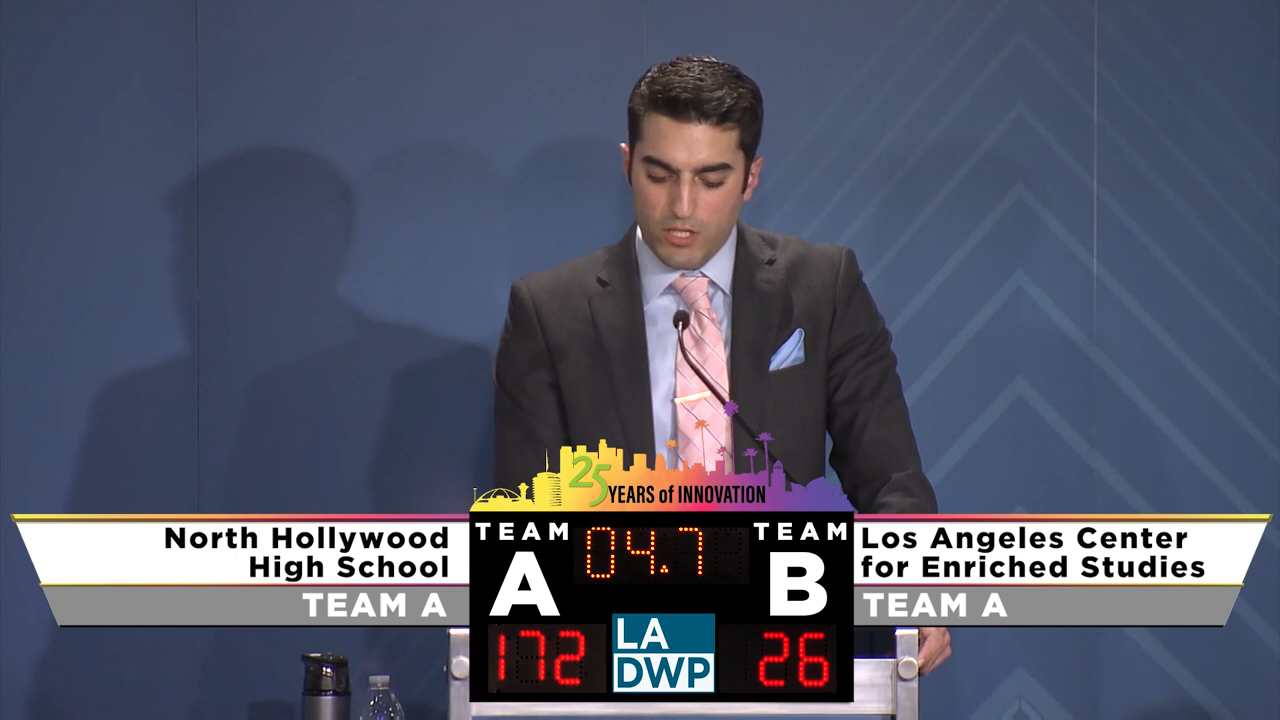 25 YEARS of INNOVATION
North Hollywood
High School
TEAM A
TEAM
A
04.7
TEAM
B
172
LA
DWP
26
Los Angeles Center
for Enriched Studies
TEAM A